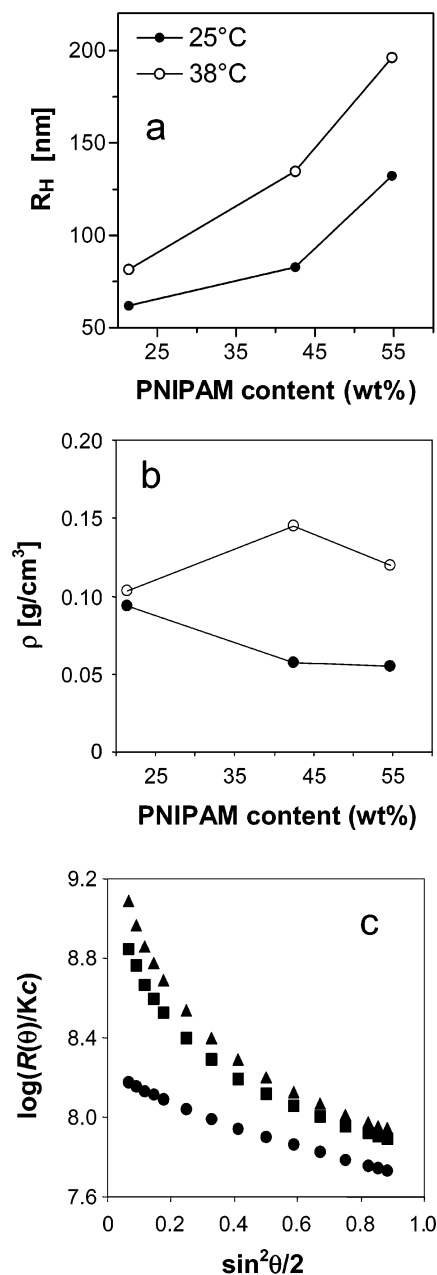 200
150
100
50
R_H [nm]
25°C
38°C
a
25 35 45 55
PNIPAM content (wt%)
0.20
0.15
0.10
0.05
0
ρ [g/cm³]
b
25 35 45 55
PNIPAM content (wt%)
9.2
8.8
8.4
8.0
7.6
log(R(θ)/Kc)
c
0 0.2 0.4 0.6 0.8 1.0
sin²θ/2